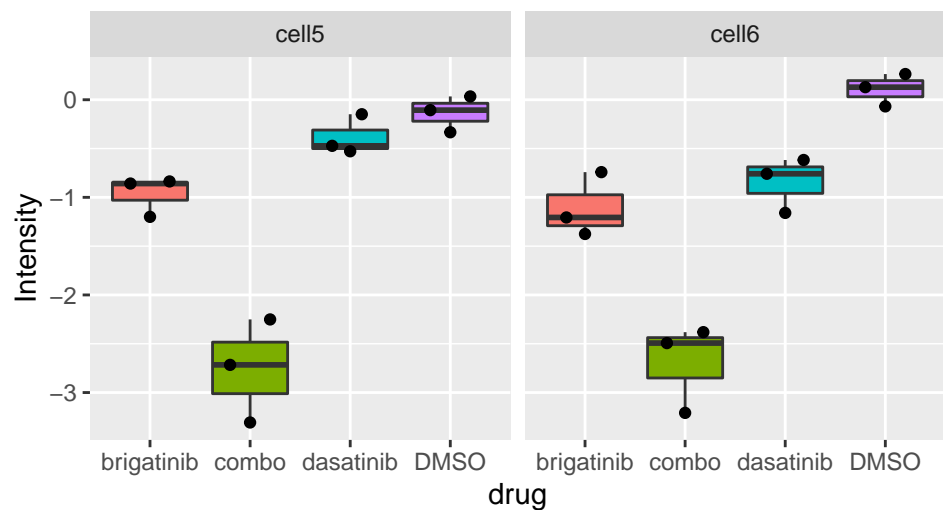 cell5 cell6
Intensity
0
−1
−2
−3
brigatinib combo dasatinib DMSO brigatinib combo dasatinib DMSO
drug